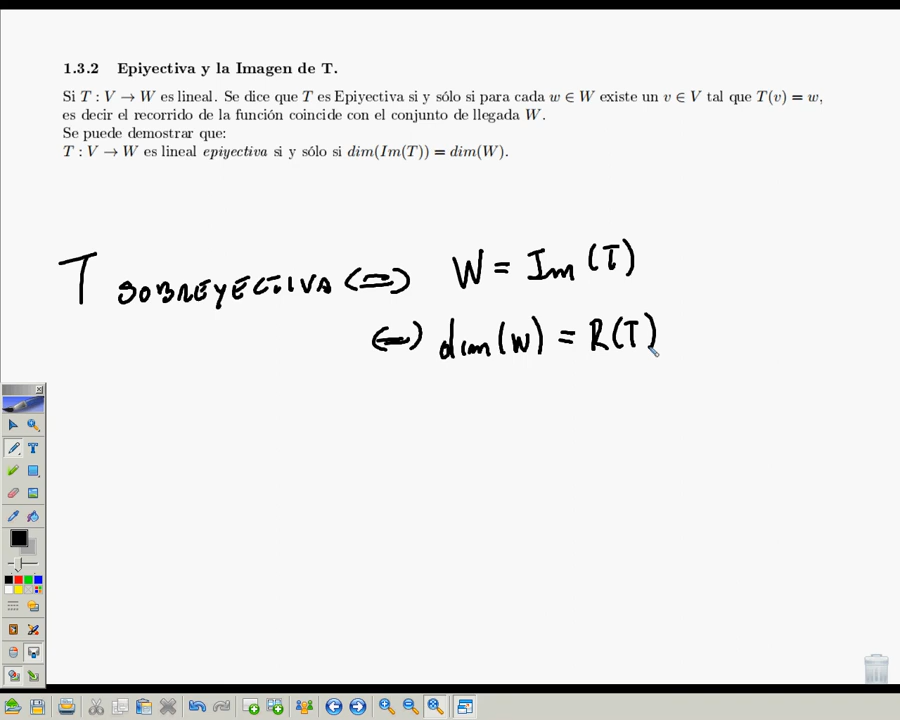 1.3.2 Epiyectiva y la Imagen de T.
Si T : V → W es lineal. Se dice que T es Epiyectiva si y sólo si para cada w ∈ W existe un v ∈ V tal que T(v) = w,
es decir el recorrido de la función coincide con el conjunto de llegada W.
Se puede demostrar que:
T : V → W es lineal epiyectiva si y sólo si dim(Im(T)) = dim(W).
T SOBREYECTIVA <=> W = Im (T)
<=> dim(W) = R(T)